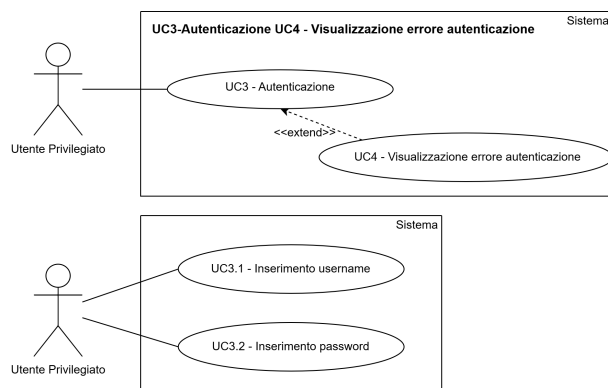 Sistema
UC3-Autenticazione UC4 - Visualizzazione errore autenticazione
UC3 - Autenticazione
<<extend>>
Utente Privilegiato
UC4 - Visualizzazione errore autenticazione
Sistema
UC3.1 - Inserimento username
UC3.2 - Inserimento password
Utente Privilegiato